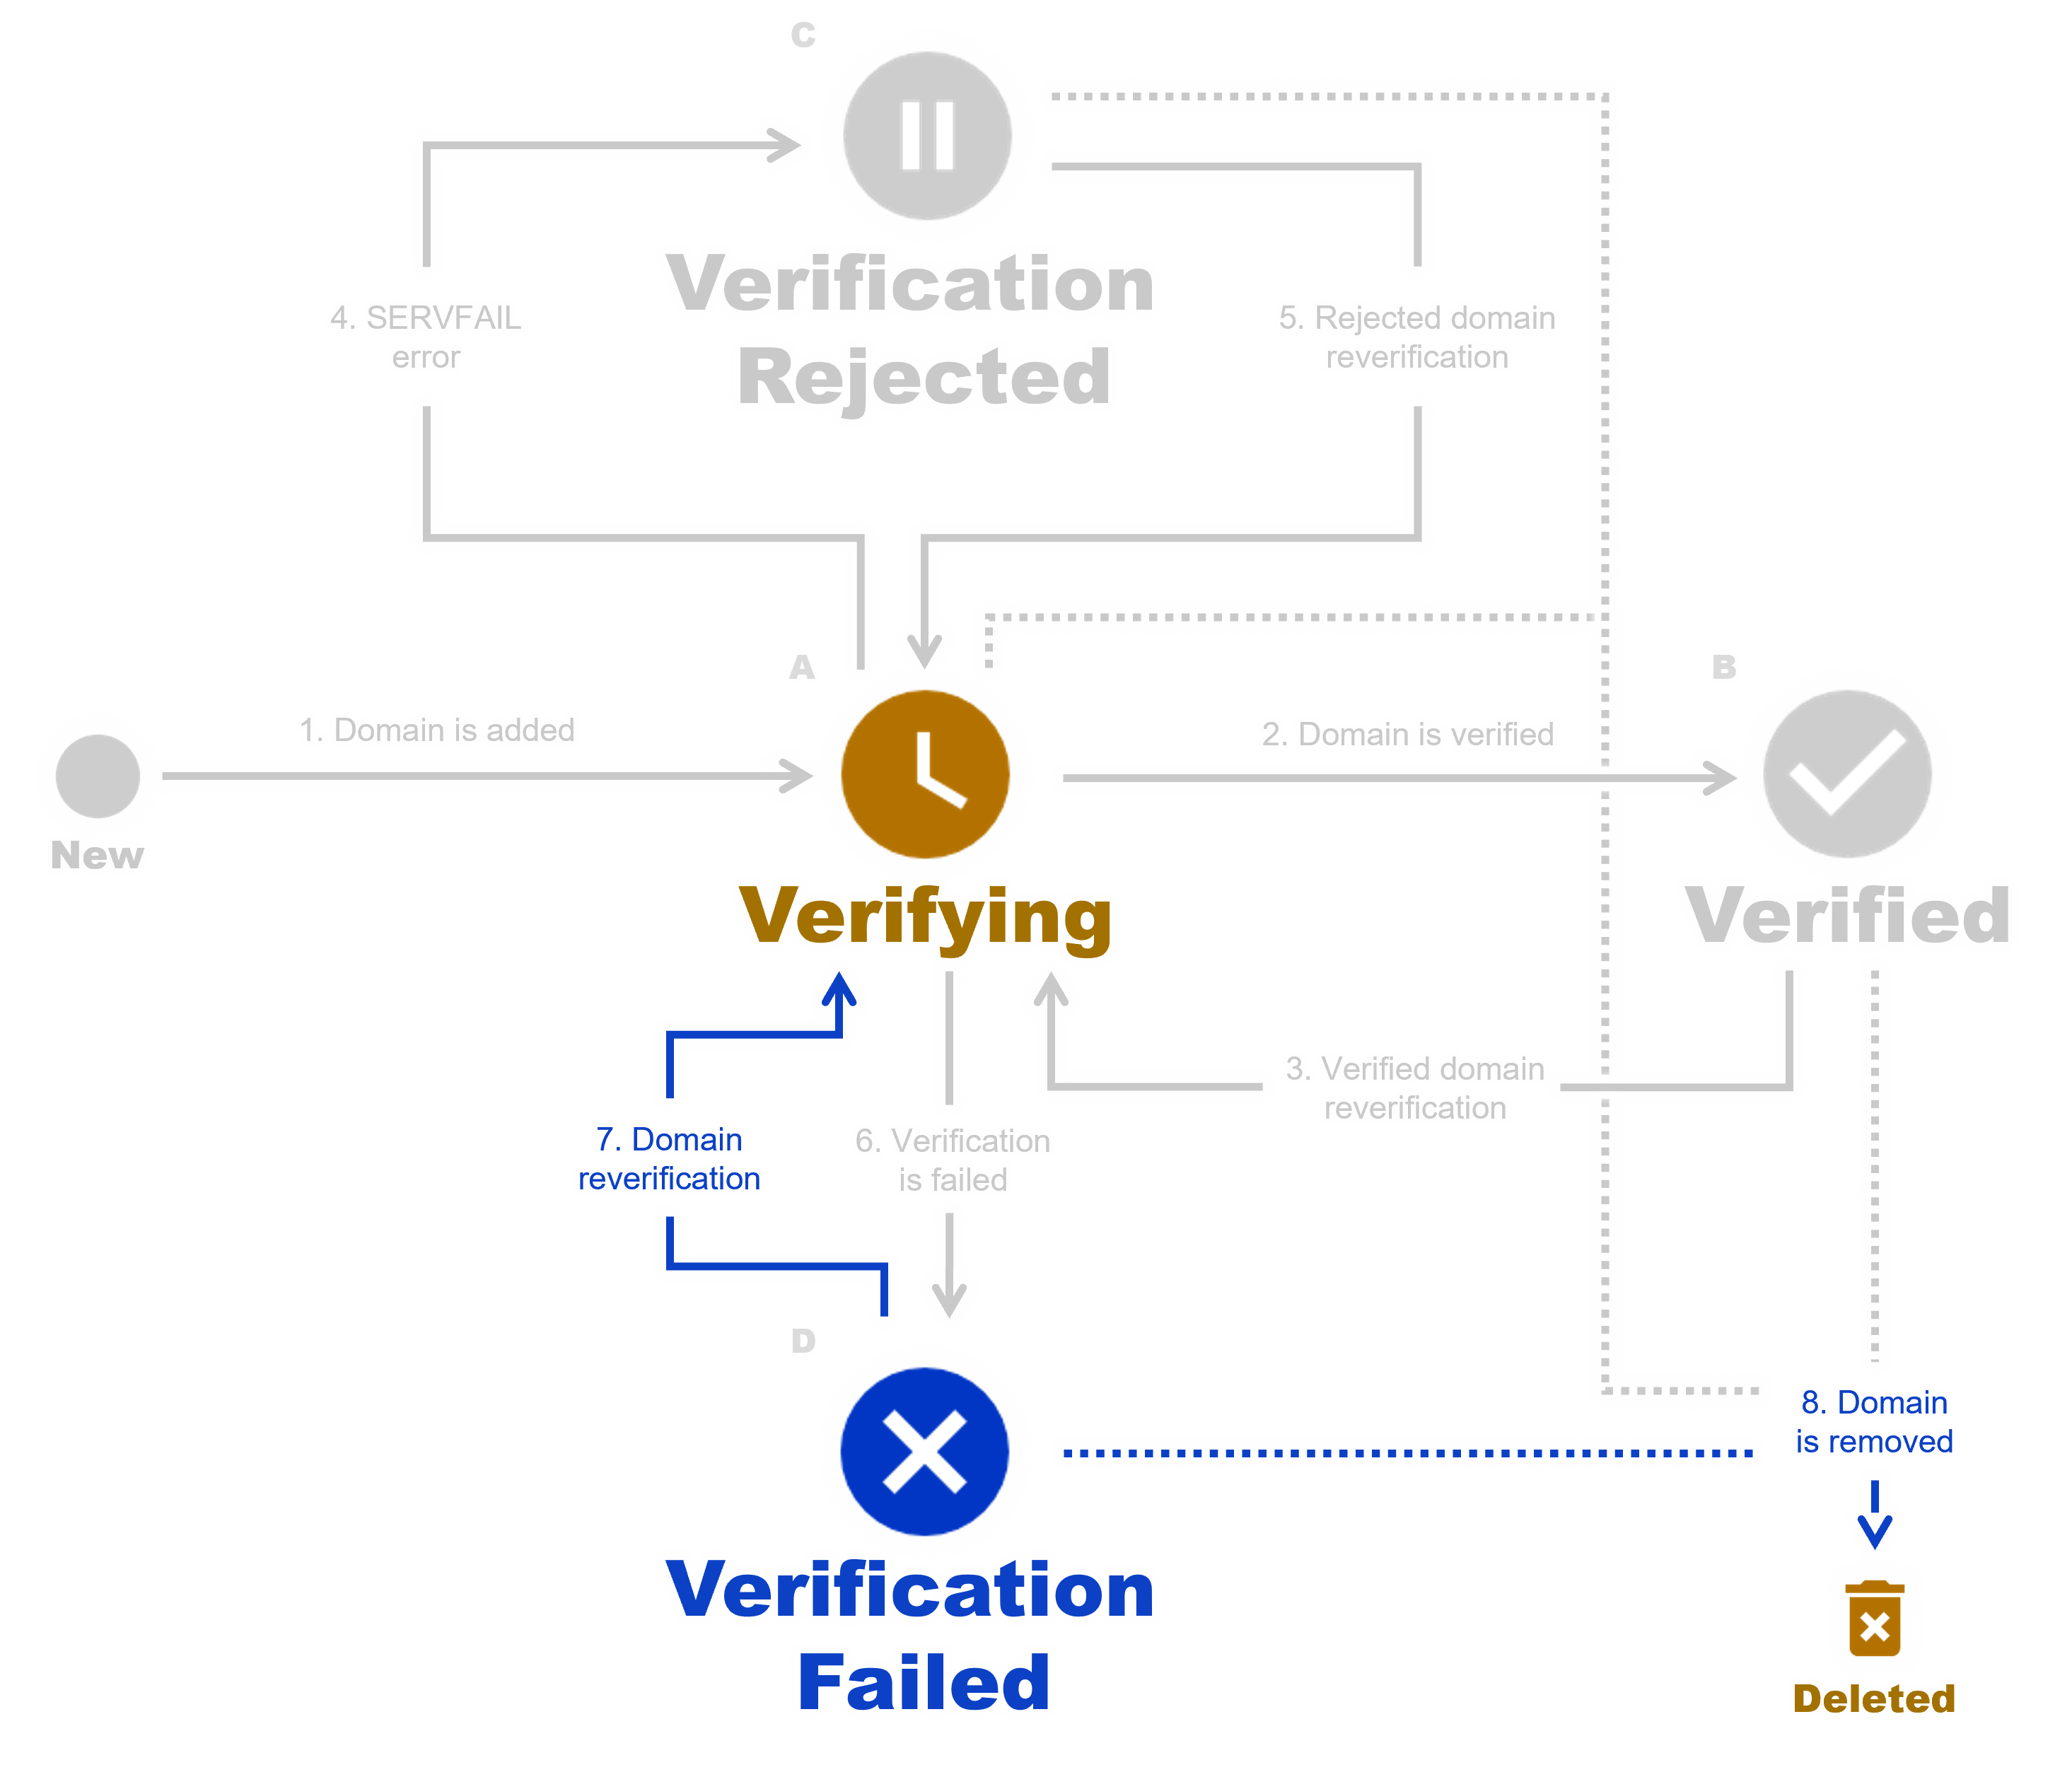 C
Verification
Rejected
4. SERVFAIL
error
5. Rejected domain
reverification
A
B
1. Domain is added
2. Domain is verified
New
Verifying
Verified
3. Verified domain
reverification
7. Domain
reverification
6. Verification
is failed
D
8. Domain
is removed
Verification
Failed
Deleted